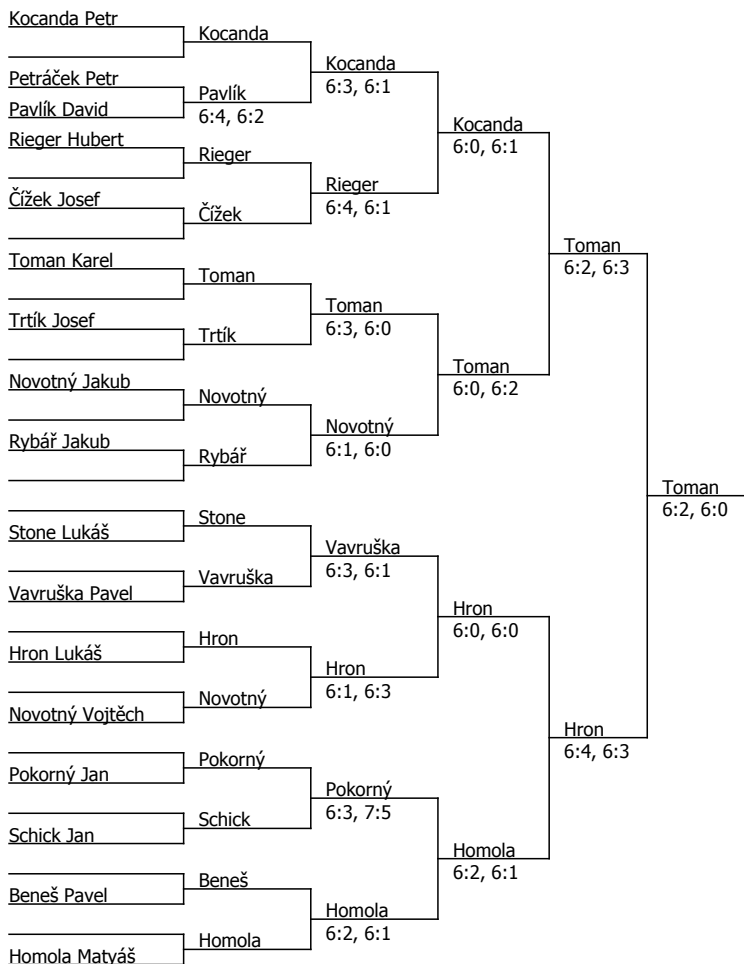 Kocanda Petr
Kocanda
Kocanda
6:3, 6:1
Petráček Petr
Pavlík
Pavlík David
6:4, 6:2
Kocanda
6:0, 6:1
Rieger Hubert
Rieger
Rieger
6:4, 6:1
Čížek Josef
Čížek
Toman
6:2, 6:3
Toman Karel
Toman
Toman
6:3, 6:0
Trtík Josef
Trtík
Toman
6:0, 6:2
Novotný Jakub
Novotný
Novotný
6:1, 6:0
Rybář Jakub
Rybář
Toman
6:2, 6:0
Stone
Stone Lukáš
Vavruška
6:3, 6:1
Vavruška
Vavruška Pavel
Hron
6:0, 6:0
Hron
Hron Lukáš
Hron
6:1, 6:3
Novotný
Novotný Vojtěch
Hron
6:4, 6:3
Pokorný
Pokorný Jan
Pokorný
6:3, 7:5
Schick
Schick Jan
Homola
6:2, 6:1
Beneš
Beneš Pavel
Homola
6:2, 6:1
Homola
Homola Matyáš